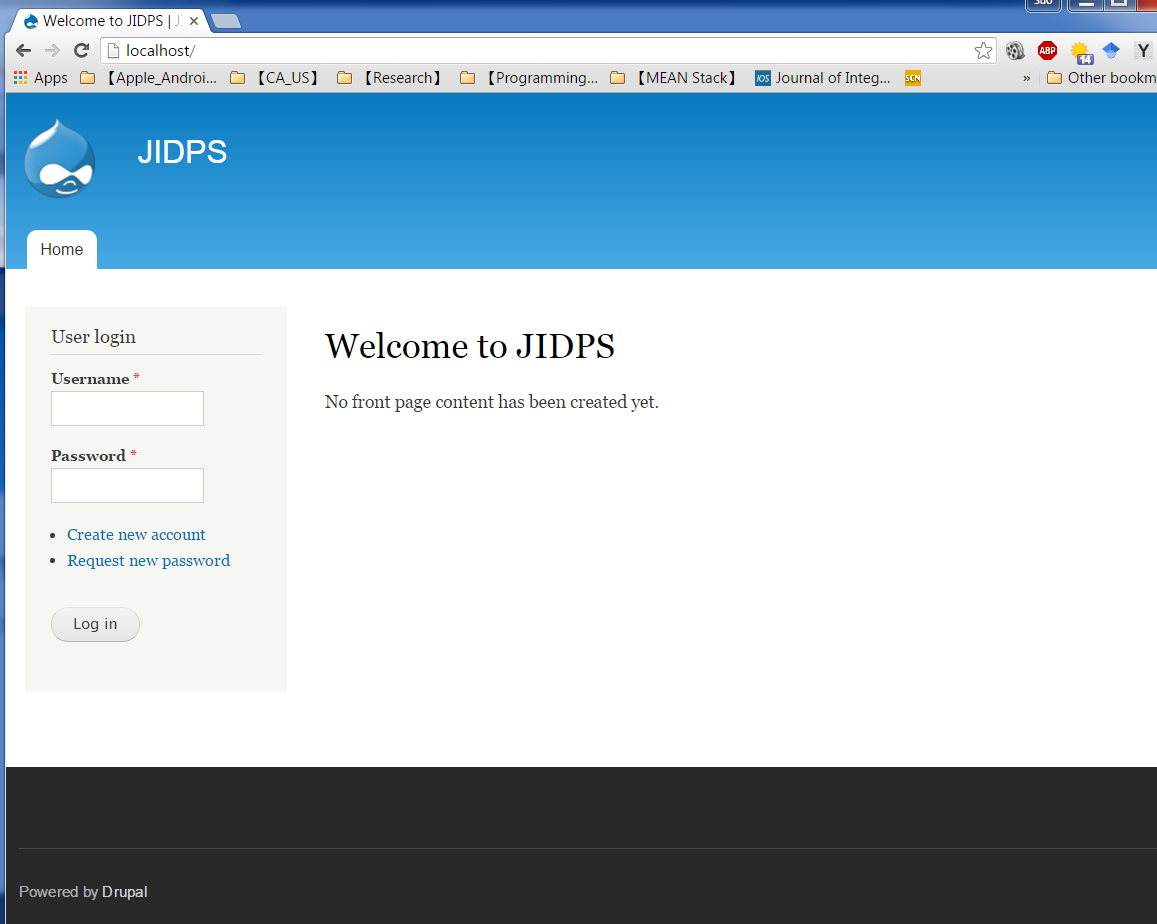 Welcome to JIDPS | J
localhost/
ABP
14
Y
Apps 【Apple_Androi... 【CA_US】 【Research】 【Programming... 【MEAN Stack】 IOS Journal of Integ... SCN » Other bookm
JIDPS
Home
User login
Username *
Password *
Create new account
Request new password
Log in
Welcome to JIDPS
No front page content has been created yet.
Powered by Drupal